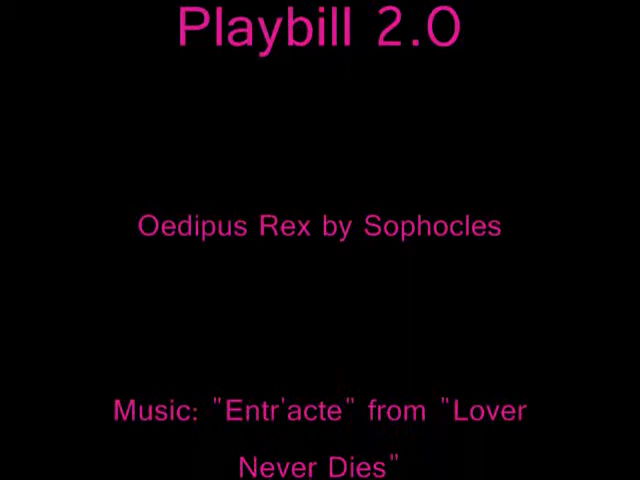 Playbill 2.0
Oedipus Rex by Sophocles
Music: "Entr'acte" from "Lover
Never Dies"